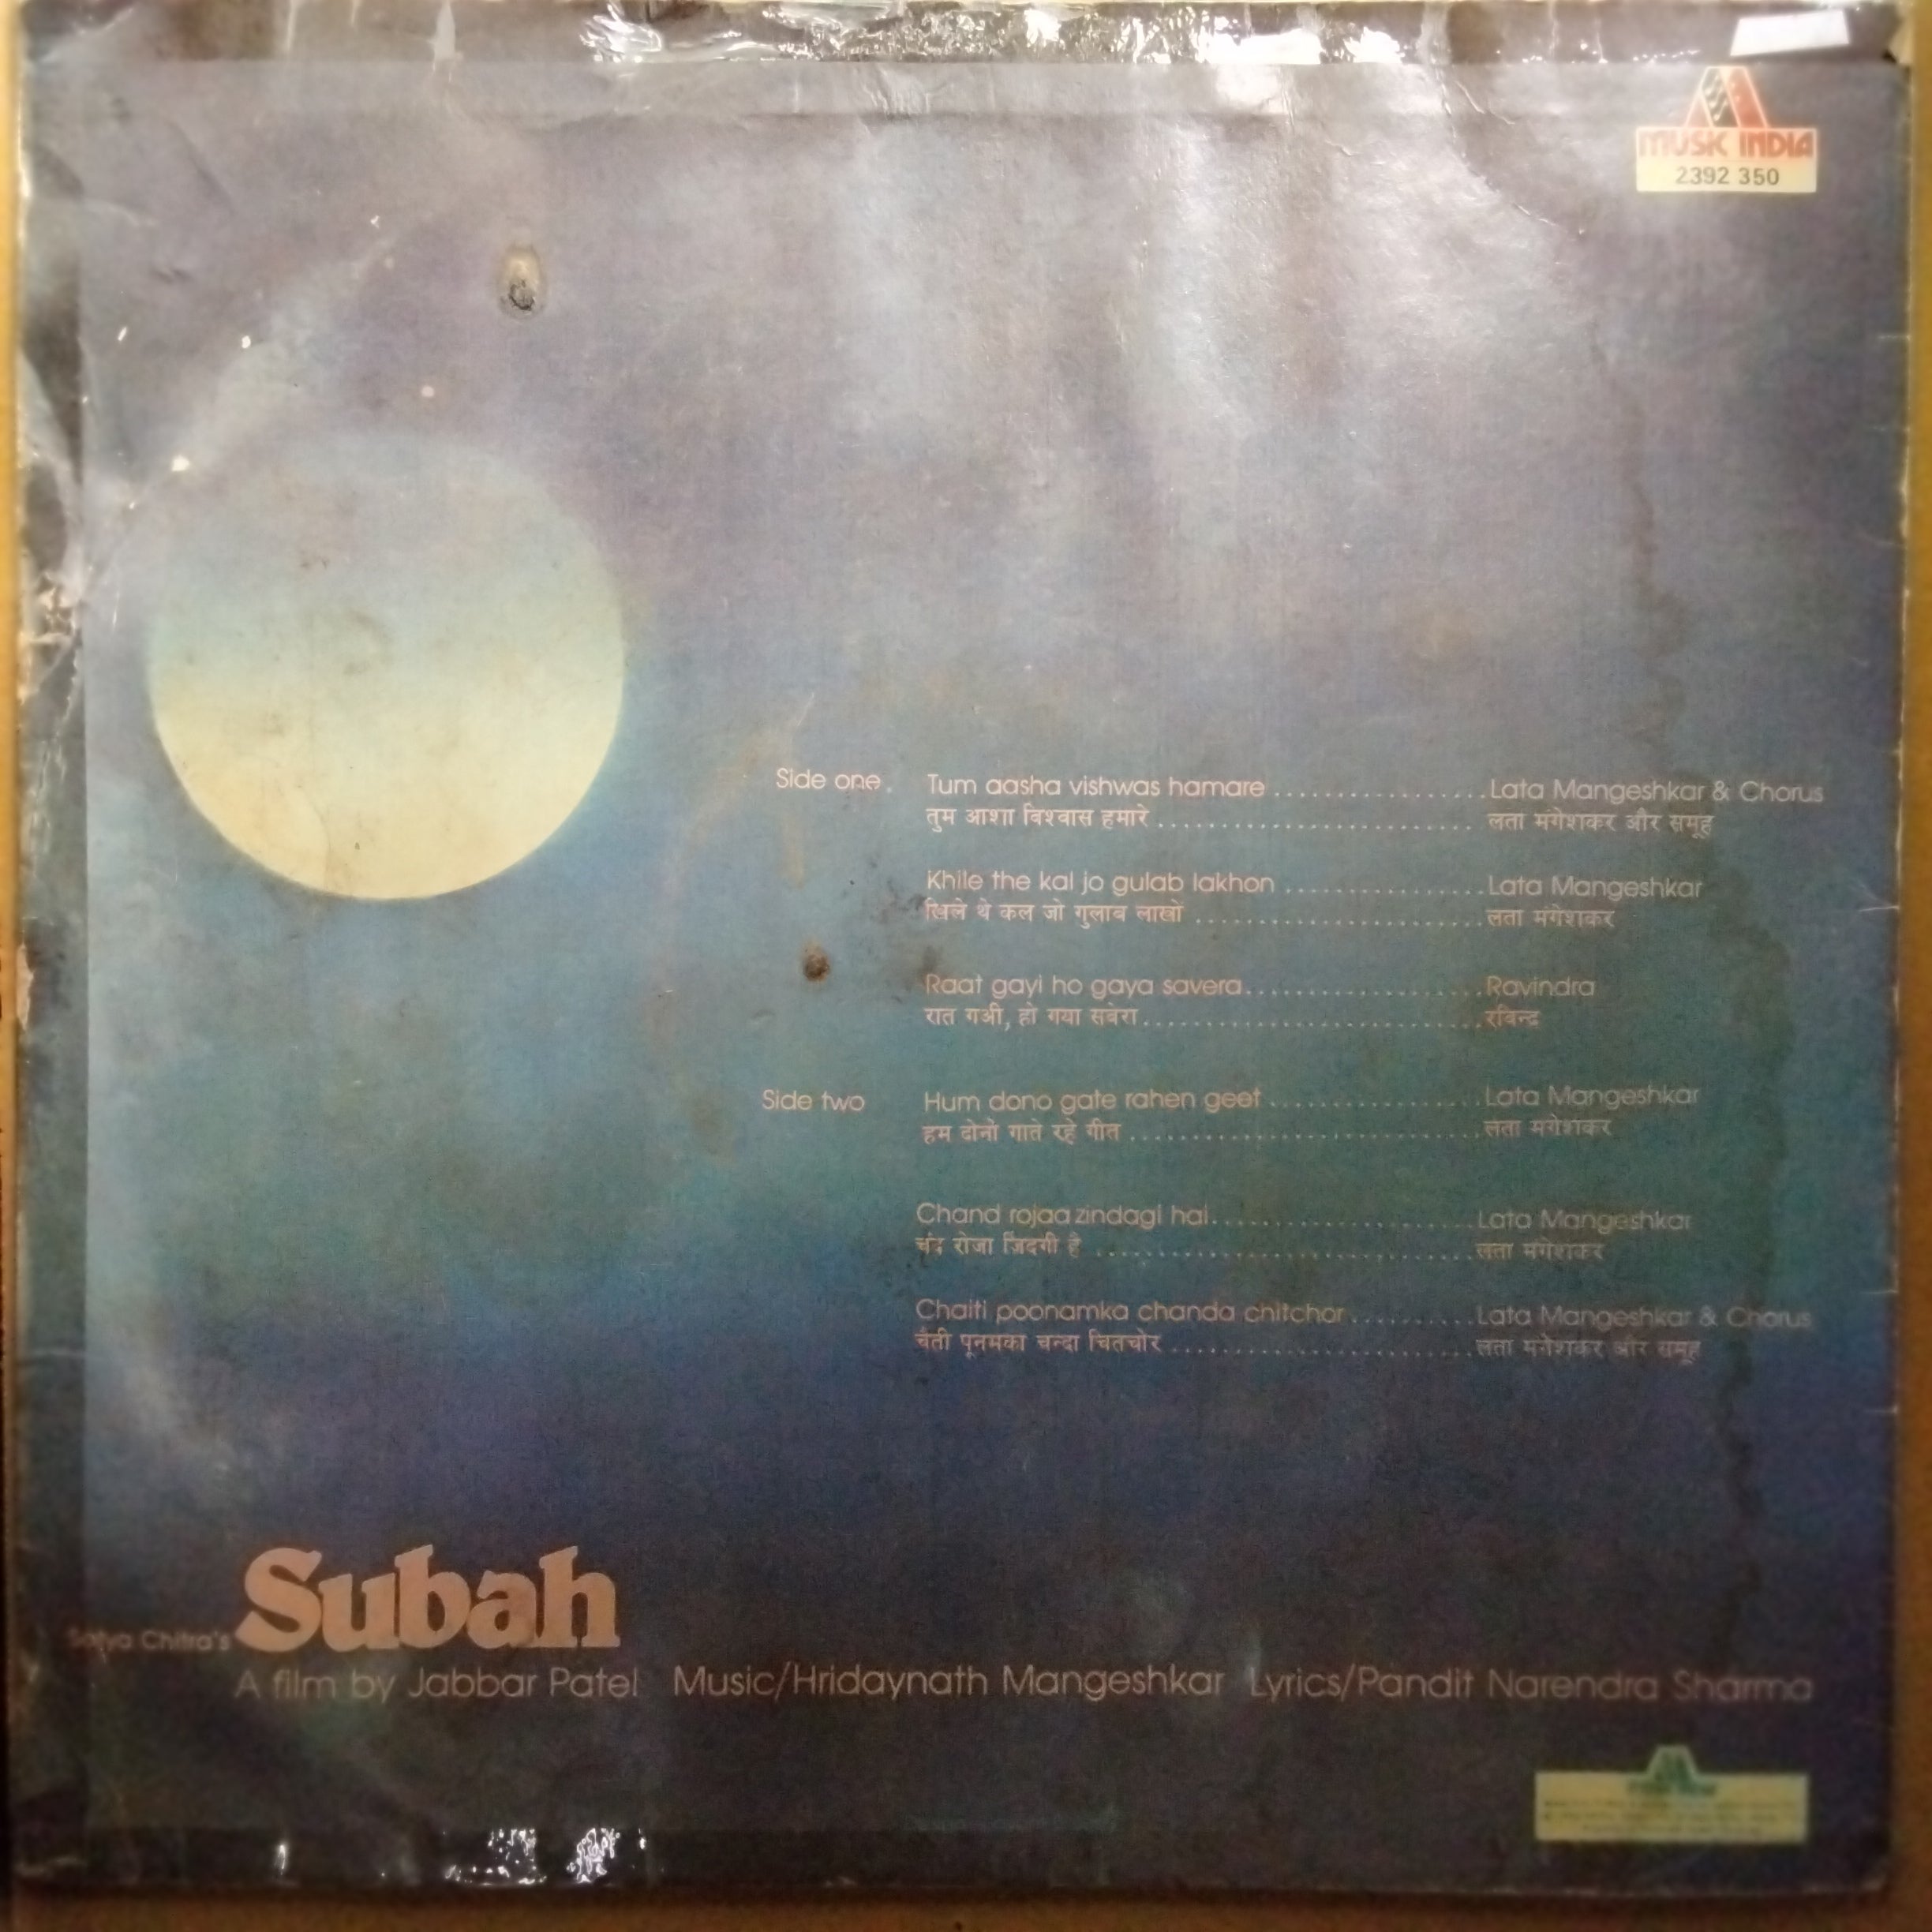 MUSIC INDIA
2392 350
Side one. Tum aasha vishwas hamare ................. Lata Mangeshkar & Chorus
तुम आशा विश्वास हमारे .......................... लता मंगेशकर और समूह
Khile the kal jo gulab lakhon ................ Lata Mangeshkar
खिले थे कल जो गुलाब लाखों ....................... लता मंगेशकर
Raat gayi ho gaya savera................... Ravindra
रात गअी, हो गया सवेरा........................... रविन्द्र
Side two Hum dono gate rahen geet ................. Lata Mangeshkar
हम दोनों गाते रहे गीत ............................ लता मंगेशकर
Chand rojaa zindagi hai..................... Lata Mangeshkar
चंद रोजा जिंदगी है ............................... लता मंगेशकर
Chaiti poonamka chanda chitchor.......... Lata Mangeshkar & Chorus
चैती पूनमका चन्दा चितचोर ........................ लता मंगेशकर और समूह
Satya Chitra's Subah
A film by Jabbar Patel Music/Hridaynath Mangeshkar Lyrics/Pandit Narendra Sharma